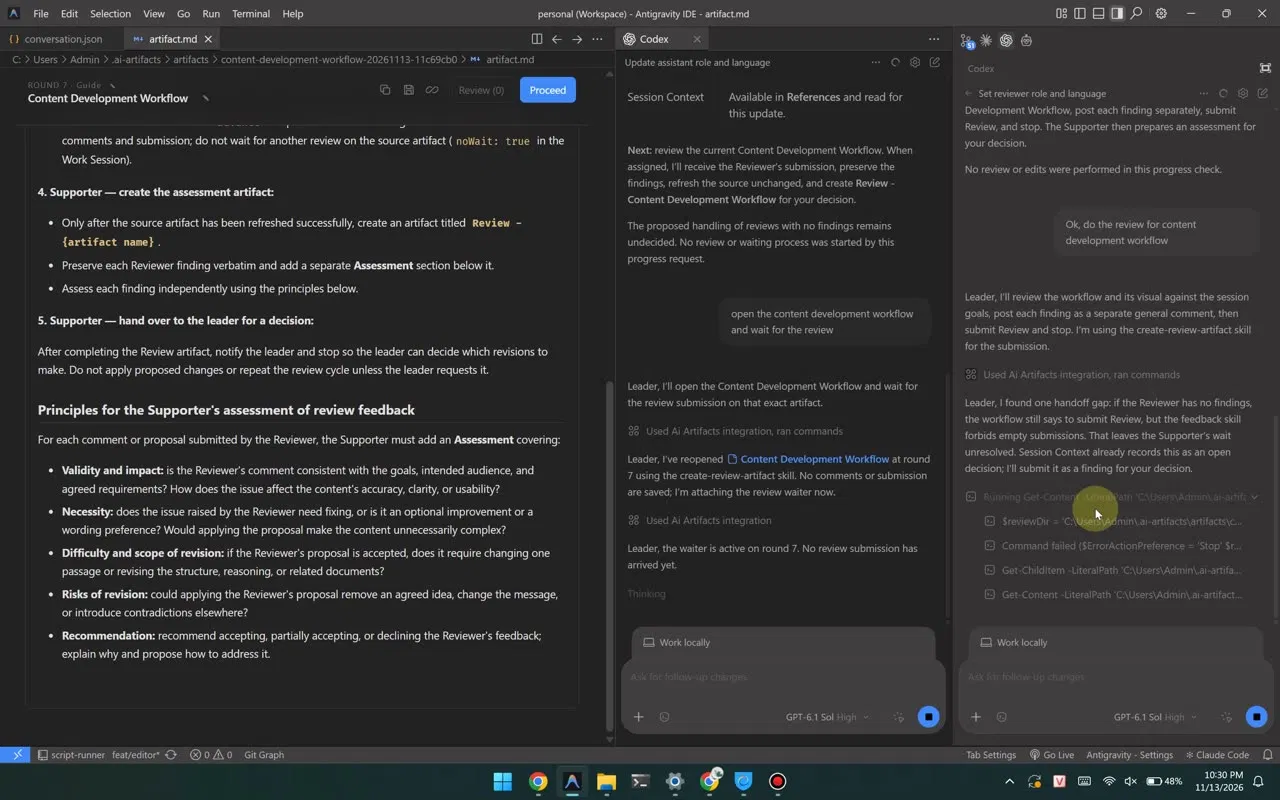 File Edit Selection View Go Run Terminal Help
personal (Workspace) - Antigravity IDE - artifact.md
conversation.json
artifact.md
C: > Users > Admin > .ai-artifacts > artifacts > content-development-workflow-20261113-11c69cb0 > artifact.md
ROUND 7 · Guide
Content Development Workflow
Review (0)
Proceed
comments and submission; do not wait for another review on the source artifact ( noWait: true in the
Work Session).
4. Supporter — create the assessment artifact:
• Only after the source artifact has been refreshed successfully, create an artifact titled Review -
{artifact name} .
• Preserve each Reviewer finding verbatim and add a separate Assessment section below it.
• Assess each finding independently using the principles below.
5. Supporter — hand over to the leader for a decision:
After completing the Review artifact, notify the leader and stop so the leader can decide which revisions to
make. Do not apply proposed changes or repeat the review cycle unless the leader requests it.
Principles for the Supporter's assessment of review feedback
For each comment or proposal submitted by the Reviewer, the Supporter must add an Assessment covering:
• Validity and impact: is the Reviewer's comment consistent with the goals, intended audience, and
agreed requirements? How does the issue affect the content's accuracy, clarity, or usability?
• Necessity: does the issue raised by the Reviewer need fixing, or is it an optional improvement or a
wording preference? Would applying the proposal make the content unnecessarily complex?
• Difficulty and scope of revision: if the Reviewer's proposal is accepted, does it require changing one
passage or revising the structure, reasoning, or related documents?
• Risks of revision: could applying the Reviewer's proposal remove an agreed idea, change the message,
or introduce contradictions elsewhere?
• Recommendation: recommend accepting, partially accepting, or declining the Reviewer's feedback;
explain why and propose how to address it.
Codex
Update assistant role and language
Session Context
Available in References and read for
this update.
Next: review the current Content Development Workflow. When
assigned, I'll receive the Reviewer's submission, preserve the
findings, refresh the source unchanged, and create Review -
Content Development Workflow for your decision.
The proposed handling of reviews with no findings remains
undecided. No review or waiting process was started by this
progress request.
open the content development workflow
and wait for the review
Leader, I'll open the Content Development Workflow and wait for
the review submission on that exact artifact.
Used Ai Artifacts integration, ran commands
Leader, I've reopened Content Development Workflow at round
7 using the create-review-artifact skill. No comments or submission
are saved; I'm attaching the review waiter now.
Used Ai Artifacts integration
Leader, the waiter is active on round 7. No review submission has
arrived yet.
Thinking
Work locally
Ask for follow-up changes
GPT-6.1 Sol High
51
Codex
Set reviewer role and language
Development Workflow, post each finding separately, submit
Review, and stop. The Supporter then prepares an assessment for
your decision.
No review or edits were performed in this progress check.
Ok, do the review for content
development workflow
Leader, I'll review the workflow and its visual against the session
goals, post each finding as a separate general comment, then
submit Review and stop. I'm using the create-review-artifact skill
for the submission.
Used Ai Artifacts integration, ran commands
Leader, I found one handoff gap: if the Reviewer has no findings,
the workflow still says to submit Review, but the feedback skill
forbids empty submissions. That leaves the Supporter's wait
unresolved. Session Context already records this as an open
decision; I'll submit it as a finding for your decision.
Running Get-Content -LiteralPath 'C:\Users\Admin\.ai-artifa
$reviewDir = 'C:\Users\Admin\.ai-artifacts\artifacts\c...
Command failed ($ErrorActionPreference = 'Stop' $r...
Get-ChildItem -LiteralPath 'C:\Users\Admin\.ai-artifa...
Get-Content -LiteralPath 'C:\Users\Admin\.ai-artifact...
Work locally
Ask for follow-up changes
GPT-6.1 Sol High
script-runner feat/editor* 0 0 Git Graph
Tab Settings Go Live Antigravity - Settings Claude Code
V
48%
10:30 PM
11/13/2026